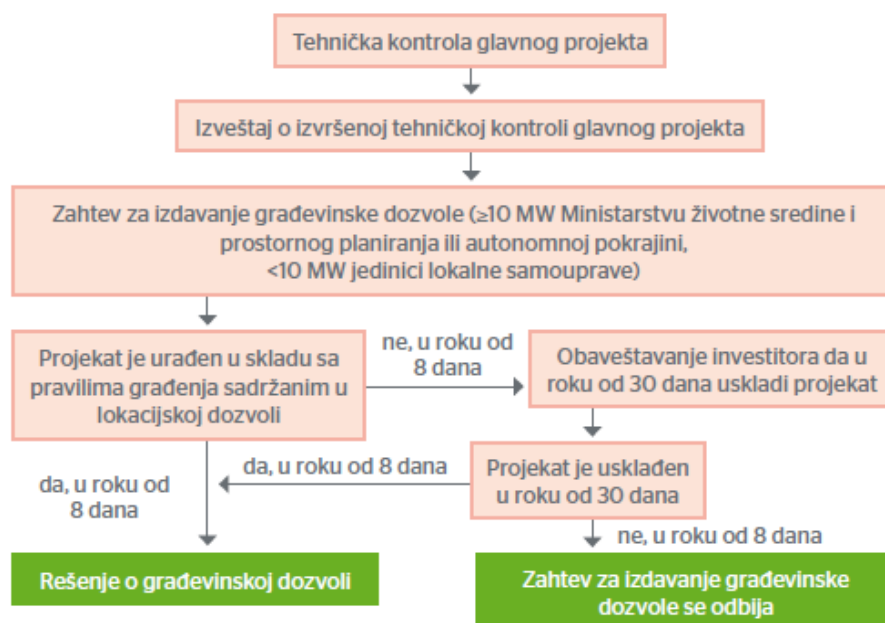 Tehnička kontrola glavnog projekta
Izveštaj o izvršenoj tehničkoj kontroli glavnog projekta
Zahtev za izdavanje građevinske dozvole (≥10 MW Ministarstvu životne sredine i
prostornog planiranja ili autonomnoj pokrajini,
<10 MW jedinici lokalne samouprave)
Projekat je urađen u skladu sa
pravilima građenja sadržanim u
lokacijskoj dozvoli
ne, u roku od
8 dana
Obaveštavanje investitora da u
roku od 30 dana uskladi projekat
da, u roku od
8 dana
da, u roku od 8 dana
Projekat je usklađen
u roku od 30 dana
ne, u roku od 8 dana
Rešenje o građevinskoj dozvoli
Zahtev za izdavanje građevinske
dozvole se odbija